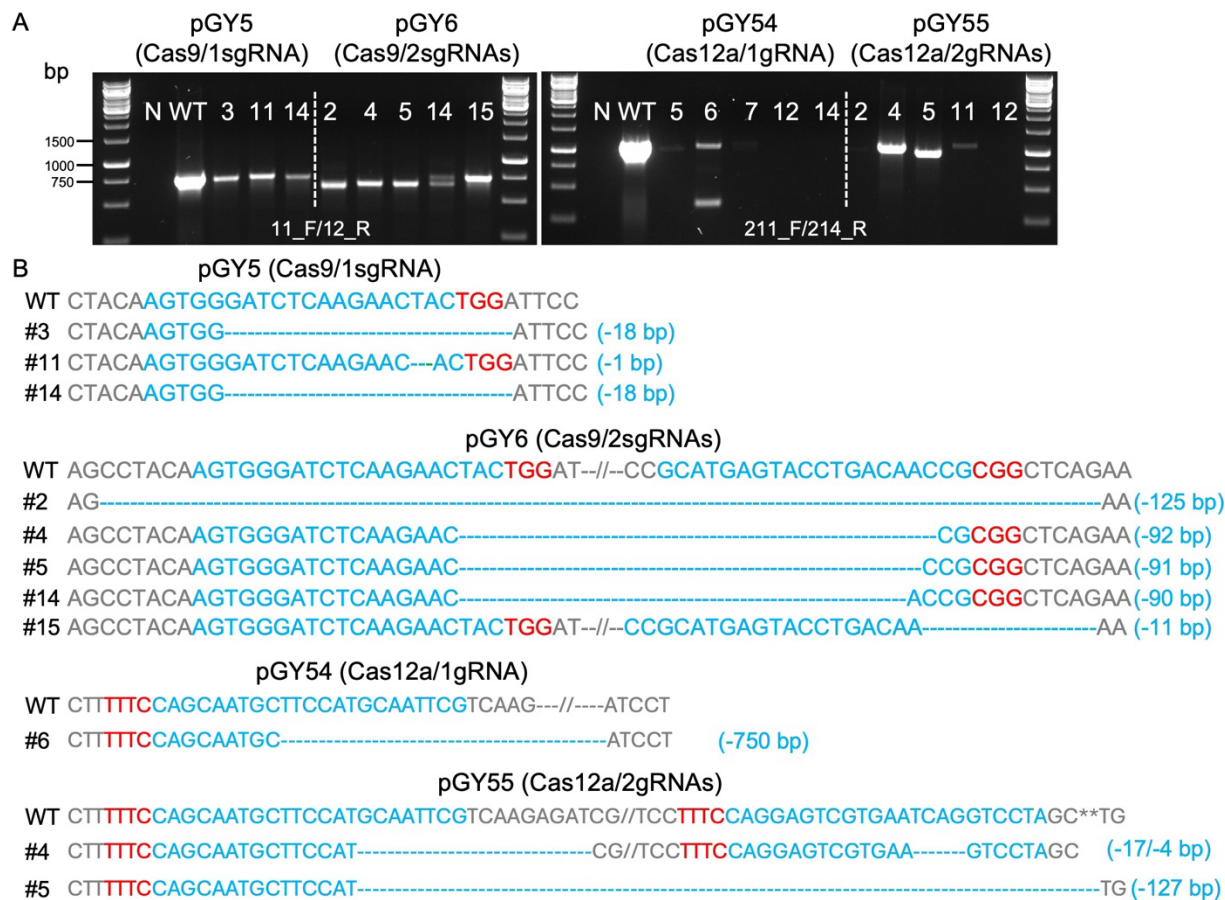 A
pGY5 pGY6 pGY54 pGY55
(Cas9/1sgRNA) (Cas9/2sgRNAs) (Cas12a/1gRNA) (Cas12a/2gRNAs)
bp
N WT 3 11 14 2 4 5 14 15 N WT 5 6 7 12 14 2 4 5 11 12
1500
1000
750
11_F/12_R 211_F/214_R
B
pGY5 (Cas9/1sgRNA)
WT CTACAAGTGGGATCTCAAGAACTACTGGATTCC
#3 CTACAAGTGG------------------------------------ATTCC (-18 bp)
#11 CTACAAGTGGGATCTCAAGAAC---ACTGGATTCC (-1 bp)
#14 CTACAAGTGG------------------------------------ATTCC (-18 bp)
pGY6 (Cas9/2sgRNAs)
WT AGCCTACAAGTGGGATCTCAAGAACTACTGGAT--//--CCGCATGAGTACCTGACAACCGCGGCTCAGAA
#2 AG------------------------------------------------------------------------------------------------------------------------AA (-125 bp)
#4 AGCCTACAAGTGGGATCTCAAGAAC----------------------------------------------------------CGCGGCTCAGAA (-92 bp)
#5 AGCCTACAAGTGGGATCTCAAGAAC--------------------------------------------------------CCGCGGCTCAGAA (-91 bp)
#14 AGCCTACAAGTGGGATCTCAAGAAC------------------------------------------------------ACCGCGGCTCAGAA (-90 bp)
#15 AGCCTACAAGTGGGATCTCAAGAACTACTGGAT--//--CCGCATGAGTACCTGACAA---------------------AA (-11 bp)
pGY54 (Cas12a/1gRNA)
WT CTTTTTCCAGCAATGCTTCCATGCAATTCGTCAAG---//----ATCCT
#6 CTTTTTCCAGCAATGC---------------------------------------ATCCT (-750 bp)
pGY55 (Cas12a/2gRNAs)
WT CTTTTTCCAGCAATGCTTCCATGCAATTCGTCAAGAGATCG//TCCTTTCCAGGAGTCGTGAATCAGGTCCTAGC**TG
#4 CTTTTTCCAGCAATGCTTCCAT----------------------------CG//TCCTTTCCAGGAGTCGTGAA-------GTCCTAGC (-17/-4 bp)
#5 CTTTTTCCAGCAATGCTTCCAT------------------------------------------------------------------------------------------TG (-127 bp)